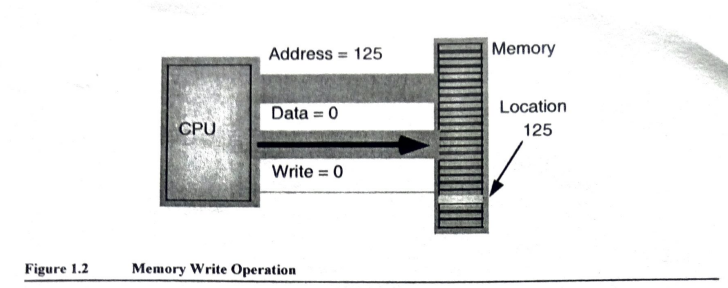 Address = 125
Memory
Data = 0
Location
125
CPU
Write = 0
Figure 1.2 Memory Write Operation